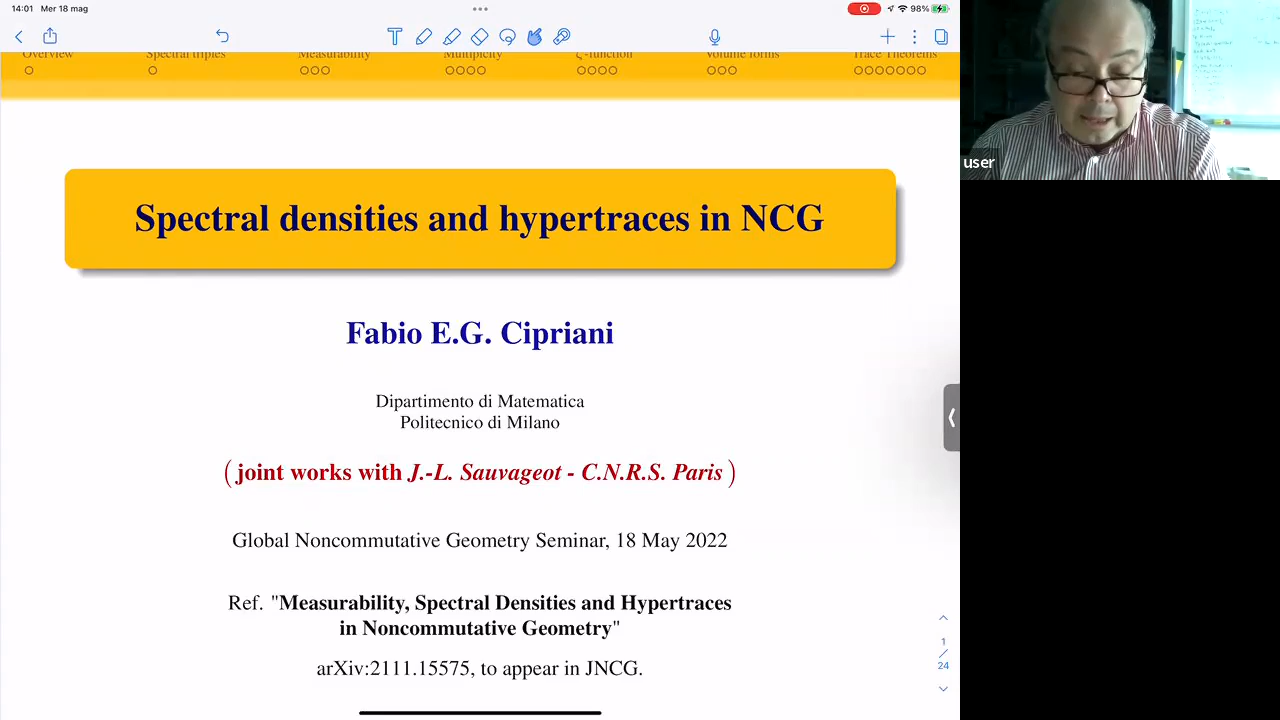 14:01 Mer 18 mag
98%
Overview Spectral triples Measurability Multiplicity ζ-function Volume forms Trace Theorems
Spectral densities and hypertraces in NCG
Fabio E.G. Cipriani
Dipartimento di Matematica
Politecnico di Milano
(joint works with J.-L. Sauvageot - C.N.R.S. Paris)
Global Noncommutative Geometry Seminar, 18 May 2022
Ref. "Measurability, Spectral Densities and Hypertraces
in Noncommutative Geometry"
arXiv:2111.15575, to appear in JNCG.
1
/
24
user